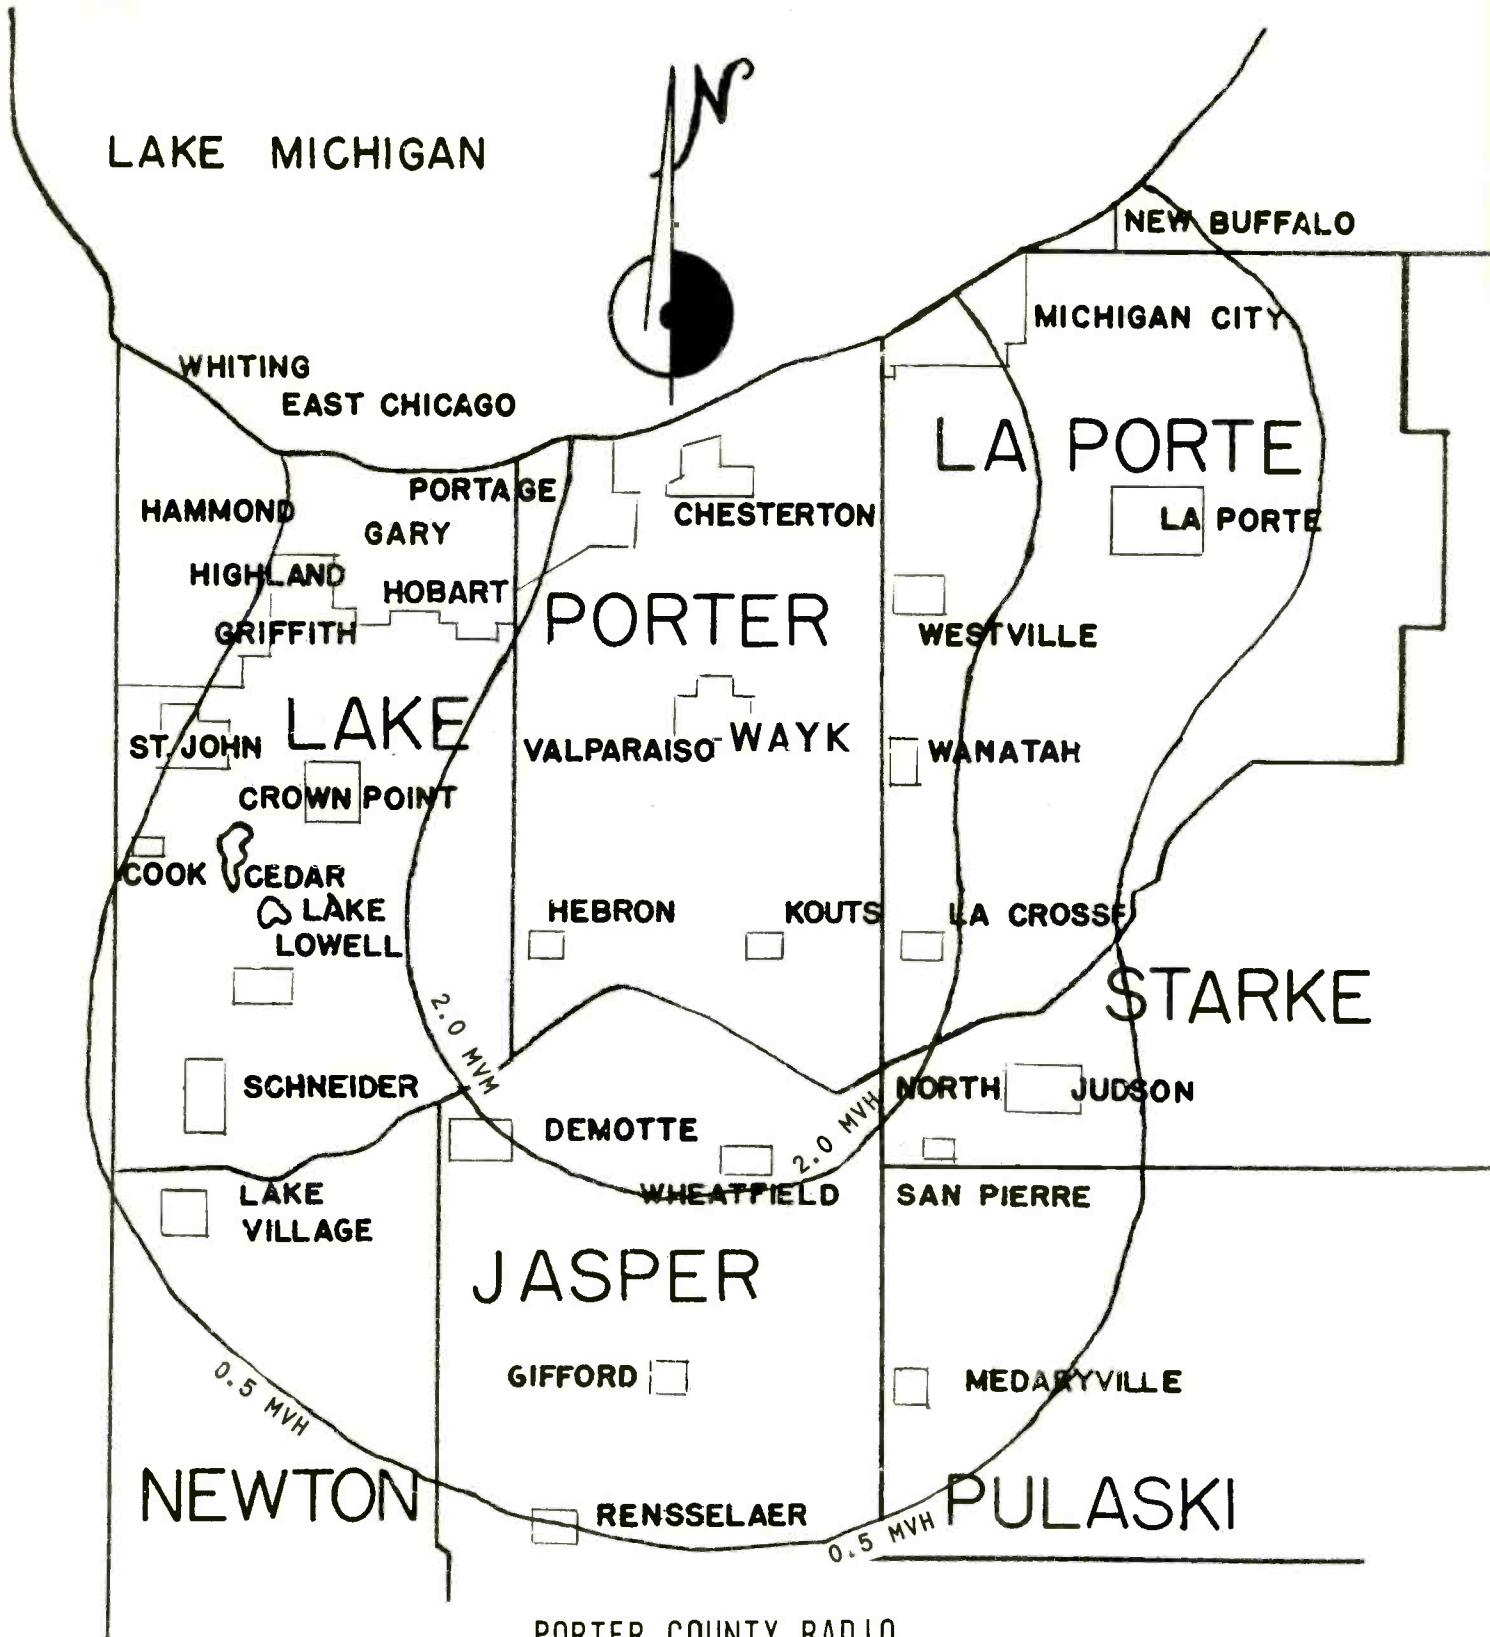 N
LAKE MICHIGAN
NEW BUFFALO
MICHIGAN CITY
WHITING
EAST CHICAGO
LA PORTE
PORTAGE
HAMMOND
CHESTERTON
LA PORTE
GARY
HIGHLAND
HOBART
PORTER
GRIFFITH
WESTVILLE
LAKE
ST. JOHN
VALPARAISO
WAYK
WANATAH
CROWN POINT
COOK
CEDAR
LAKE
HEBRON
KOUTS
LA CROSSE
LOWELL
STARKE
2.0 MVM
SCHNEIDER
NORTH JUDSON
2.0 MVH
DEMOTTE
WHEATFIELD
SAN PIERRE
LAKE
VILLAGE
JASPER
GIFFORD
MEDARYVILLE
0.5 MVH
NEWTON
RENSSELAER
PULASKI
0.5 MVH
PORTER COUNTY RADIO